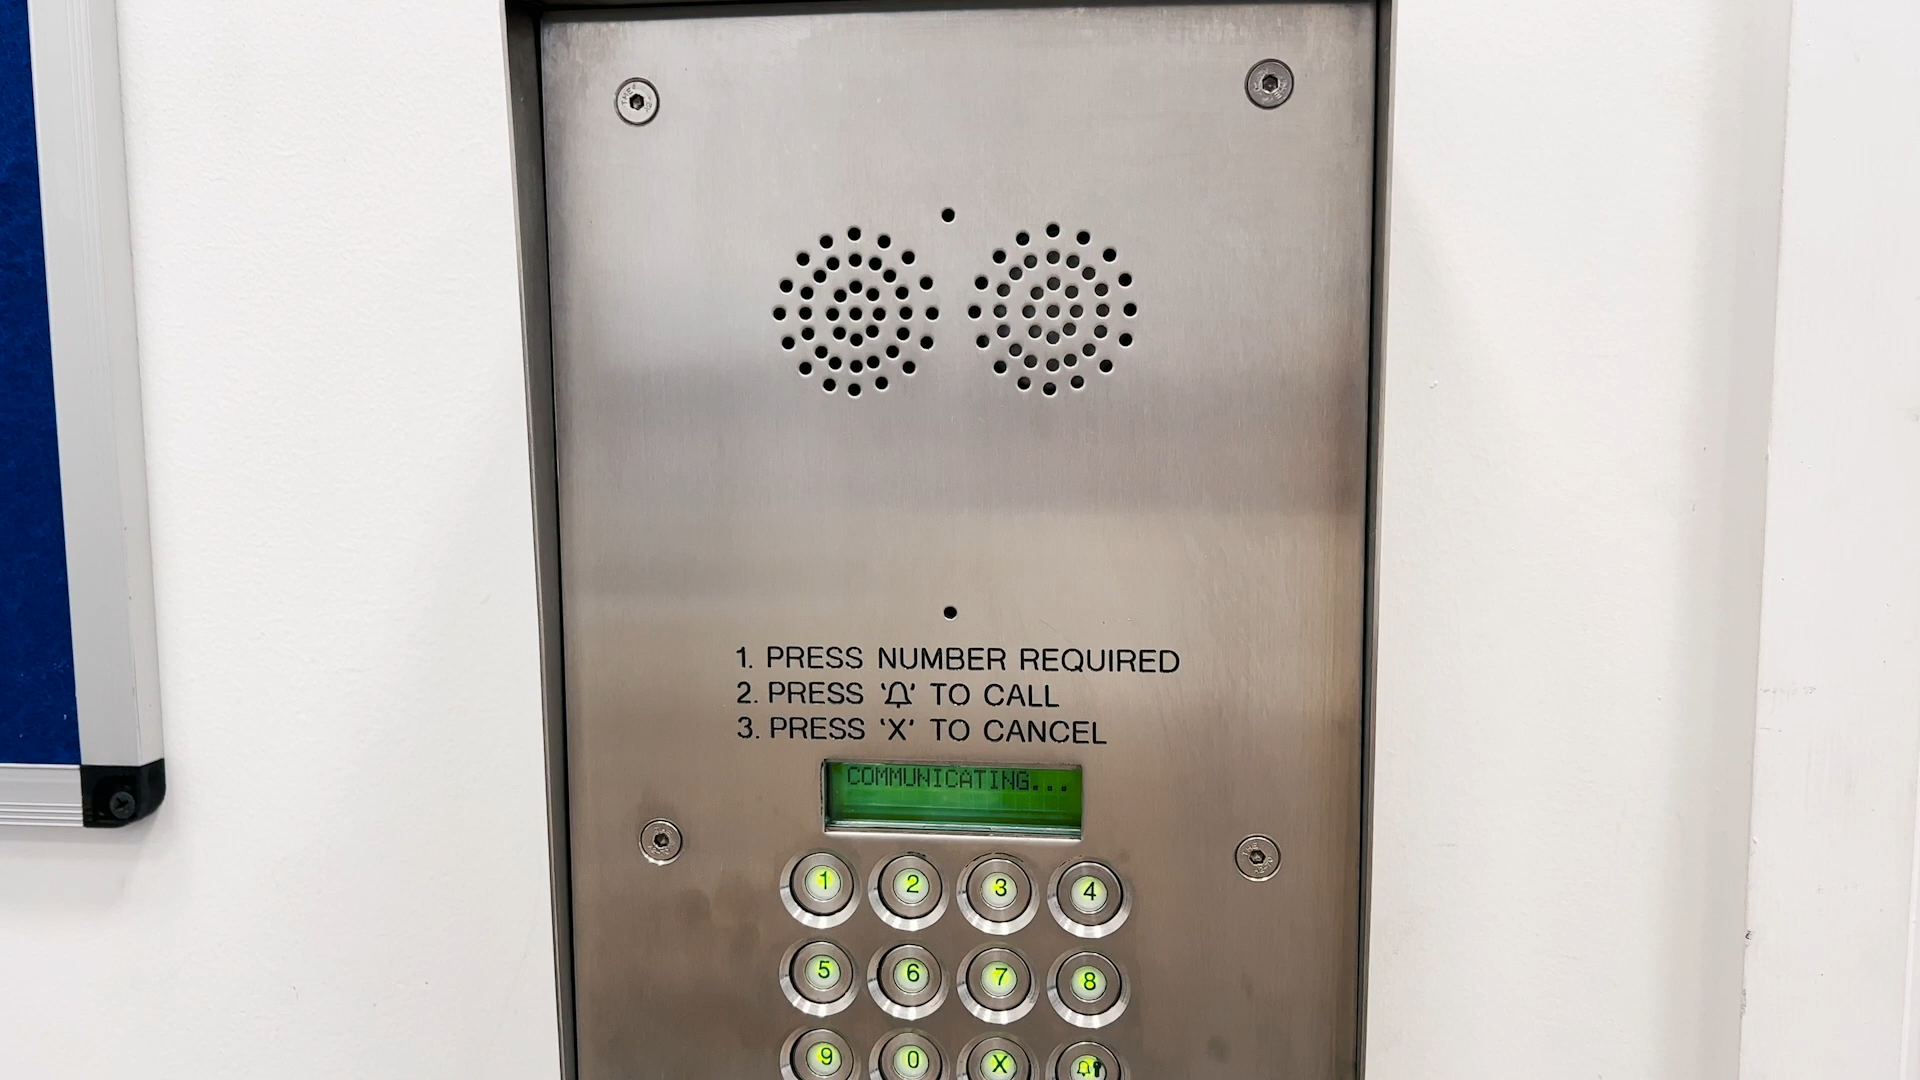 1. PRESS NUMBER REQUIRED
2. PRESS '🔔' TO CALL
3. PRESS 'X' TO CANCEL
COMMUNICATING...
1 2 3 4
5 6 7 8
9 0 X